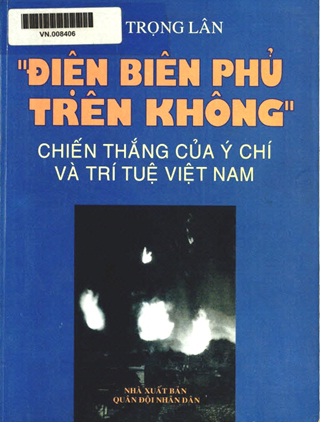 VN.008406
TRỌNG LÂN
"ĐIỆN BIÊN PHỦ
TRÊN KHÔNG"
CHIẾN THẮNG CỦA Ý CHÍ
VÀ TRÍ TUỆ VIỆT NAM
NHÀ XUẤT BẢN
QUÂN ĐỘI NHÂN DÂN